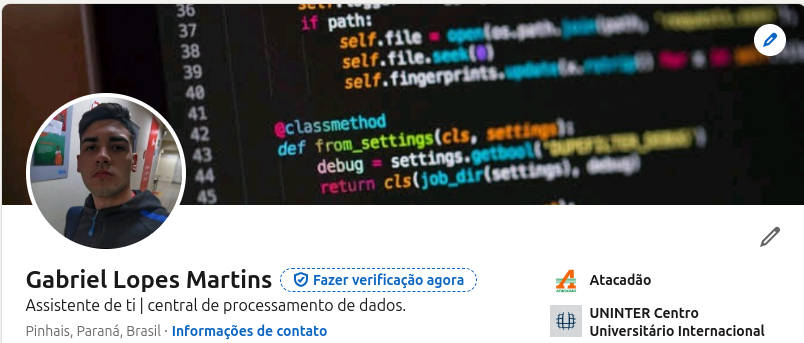 36
37 if path:
38 self.file = open(os.path.join(path,
39 self.file.seek(0)
40 self.fingerprints.update(
41
42 @classmethod
43 def from_settings(cls, settings):
44 debug = settings.getbool('DUPEFILTER_DEBUG')
45 return cls(job_dir(settings), debug)
Gabriel Lopes Martins Fazer verificação agora
Assistente de ti | central de processamento de dados.
Pinhais, Paraná, Brasil · Informações de contato
Atacadão
UNINTER Centro
Universitário Internacional